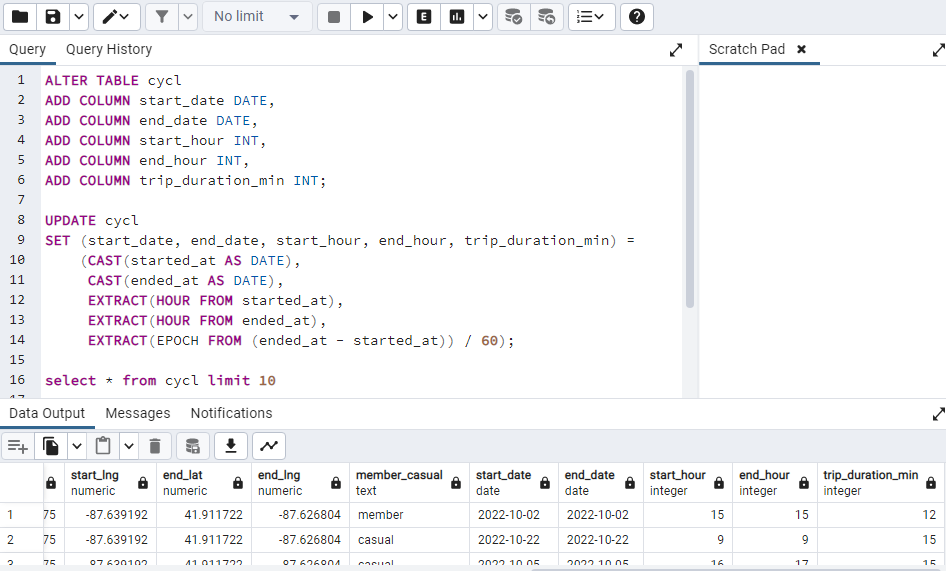 No limit
E
Query Query History Scratch Pad
1 ALTER TABLE cycl
2 ADD COLUMN start_date DATE,
3 ADD COLUMN end_date DATE,
4 ADD COLUMN start_hour INT,
5 ADD COLUMN end_hour INT,
6 ADD COLUMN trip_duration_min INT;
7
8 UPDATE cycl
9 SET (start_date, end_date, start_hour, end_hour, trip_duration_min) =
10 (CAST(started_at AS DATE),
11 CAST(ended_at AS DATE),
12 EXTRACT(HOUR FROM started_at),
13 EXTRACT(HOUR FROM ended_at),
14 EXTRACT(EPOCH FROM (ended_at - started_at)) / 60);
15
16 select * from cycl limit 10
Data Output Messages Notifications
start_lng end_lat end_lng member_casual start_date end_date start_hour end_hour trip_duration_min
numeric numeric numeric text date date integer integer integer
1 75 -87.639192 41.911722 -87.626804 member 2022-10-02 2022-10-02 15 15 12
2 75 -87.639192 41.911722 -87.626804 casual 2022-10-22 2022-10-22 9 9 15
3 75 -87.639192 41.911722 -87.626804 casual 2022-10-05 2022-10-05 16 17 15